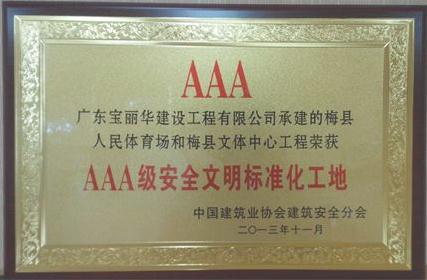 AAA
广东宝丽华建设工程有限公司承建的梅县
人民体育场和梅县文体中心工程荣获
AAA级安全文明标准化工地
中国建筑业协会建筑安全分会
二〇一三年十一月